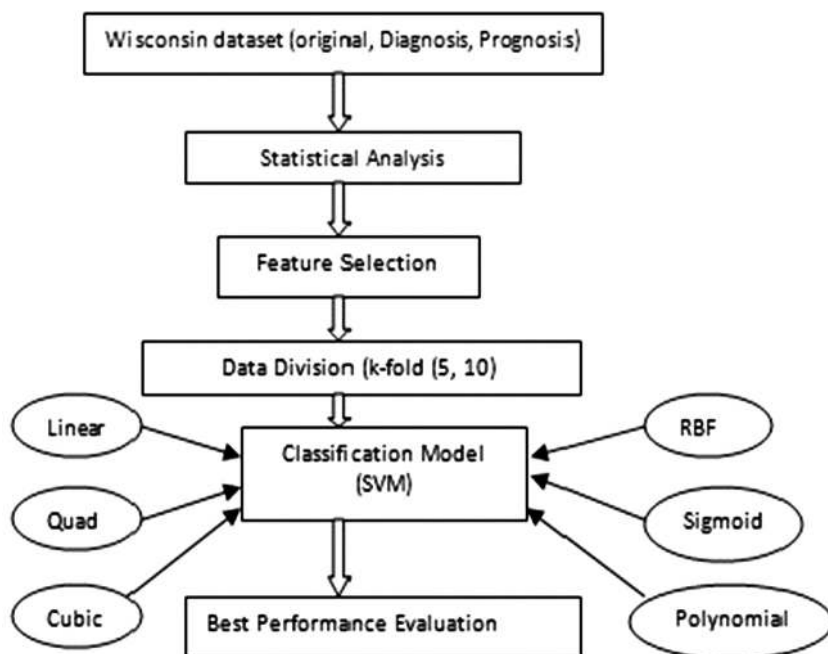 Wisconsin dataset (original, Diagnosis, Prognosis)
Statistical Analysis
Feature Selection
Data Division (k-fold (5, 10)
Linear
RBF
Classification Model
(SVM)
Quad
Sigmoid
Cubic
Polynomial
Best Performance Evaluation